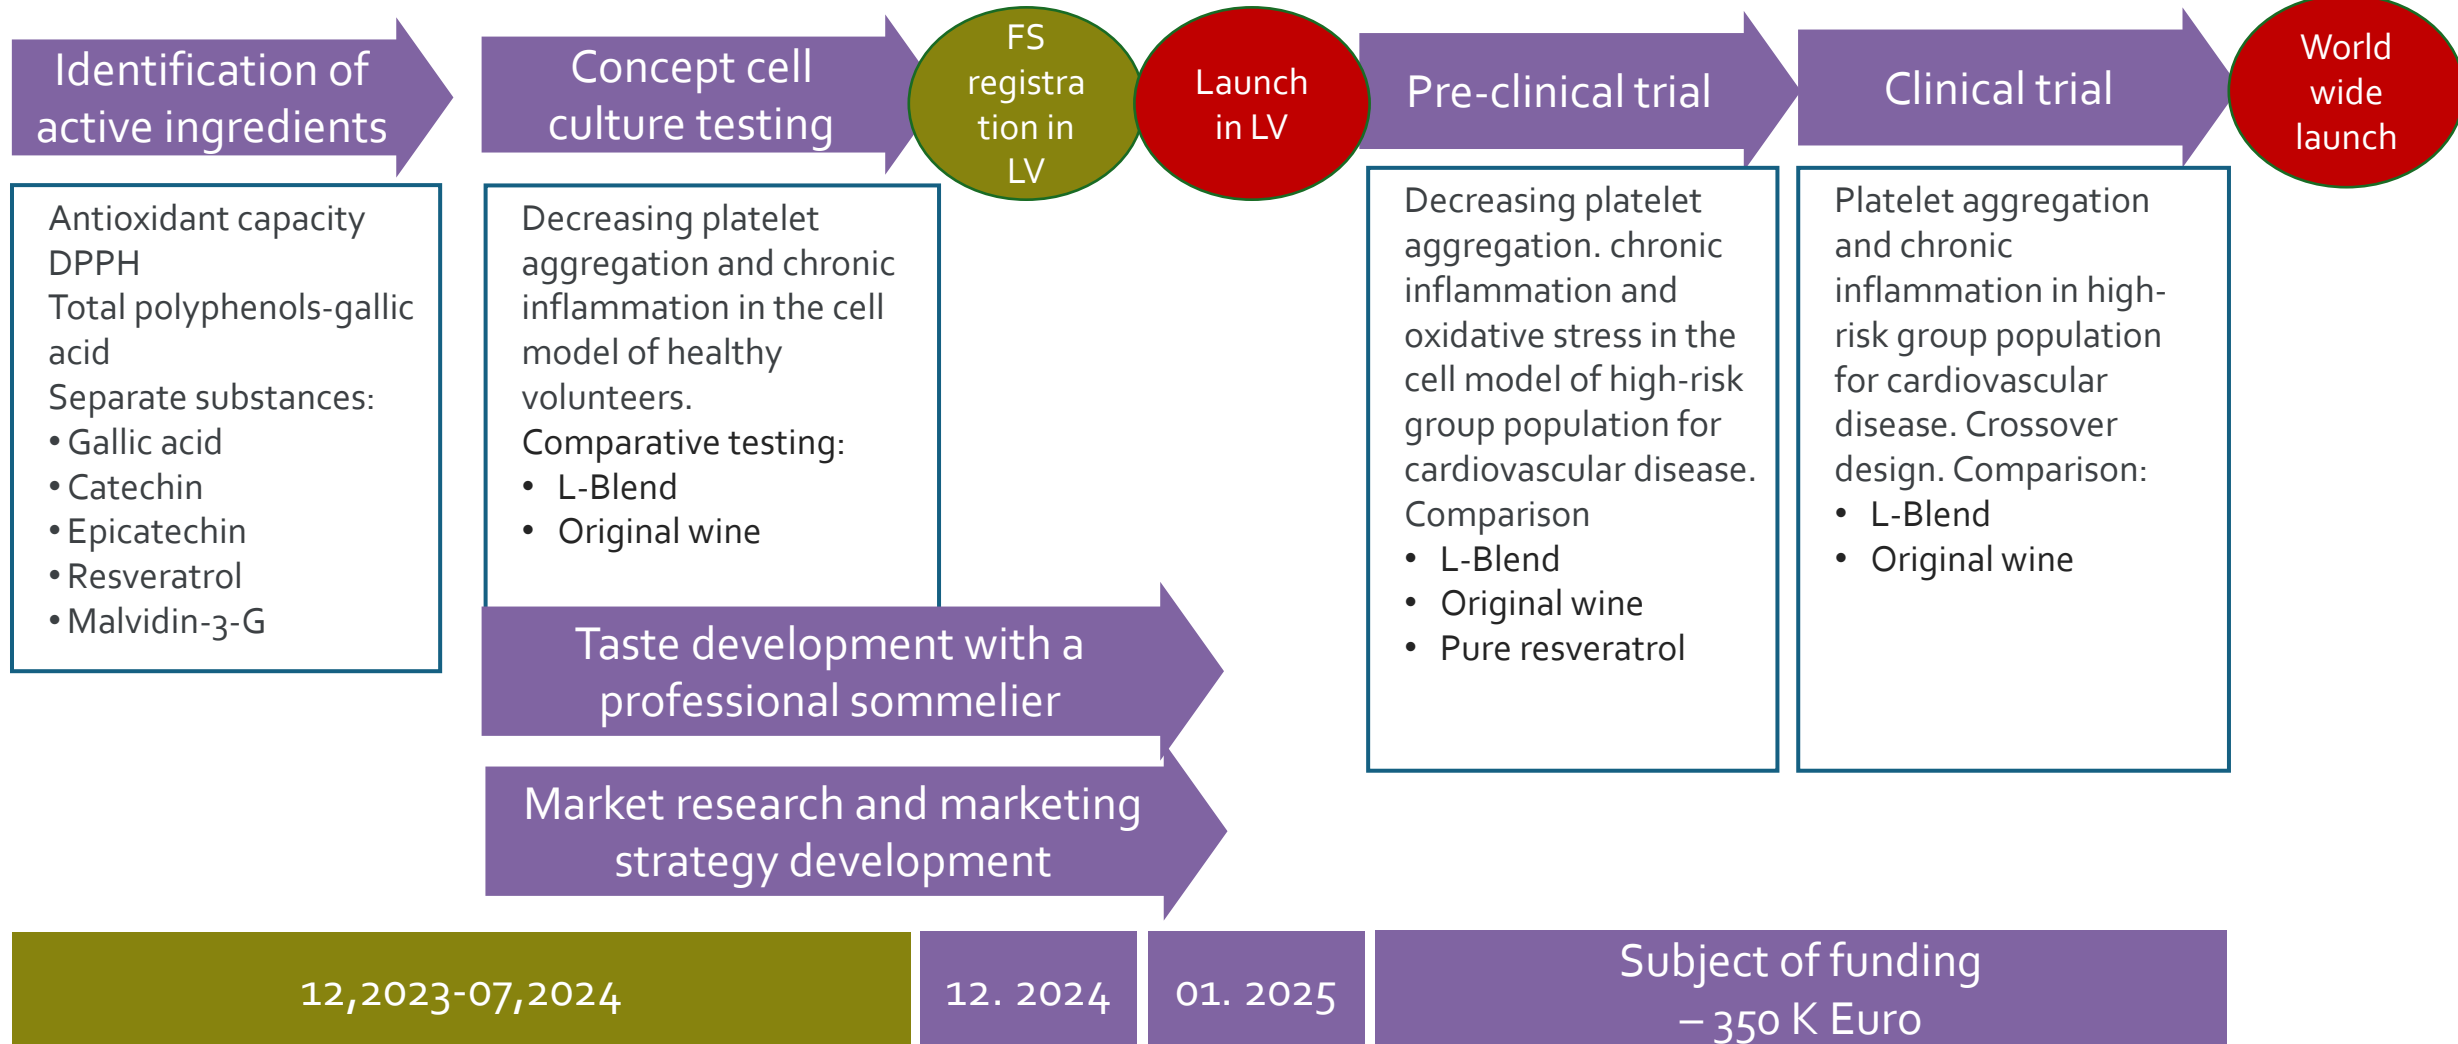 Identification of
active ingredients
Concept cell
culture testing
FS
registra
tion in
LV
Launch
in LV
Pre-clinical trial
Clinical trial
World
wide
launch
Antioxidant capacity
DPPH
Total polyphenols-gallic
acid
Separate substances:
• Gallic acid
• Catechin
• Epicatechin
• Resveratrol
• Malvidin-3-G
Decreasing platelet
aggregation and chronic
inflammation in the cell
model of healthy
volunteers.
Comparative testing:
• L-Blend
• Original wine
Decreasing platelet
aggregation. chronic
inflammation and
oxidative stress in the
cell model of high-risk
group population for
cardiovascular disease.
Comparison
• L-Blend
• Original wine
• Pure resveratrol
Platelet aggregation
and chronic
inflammation in high-
risk group population
for cardiovascular
disease. Crossover
design. Comparison:
• L-Blend
• Original wine
Taste development with a
professional sommelier
Market research and marketing
strategy development
12,2023-07,2024
12. 2024
01. 2025
Subject of funding
– 350 K Euro